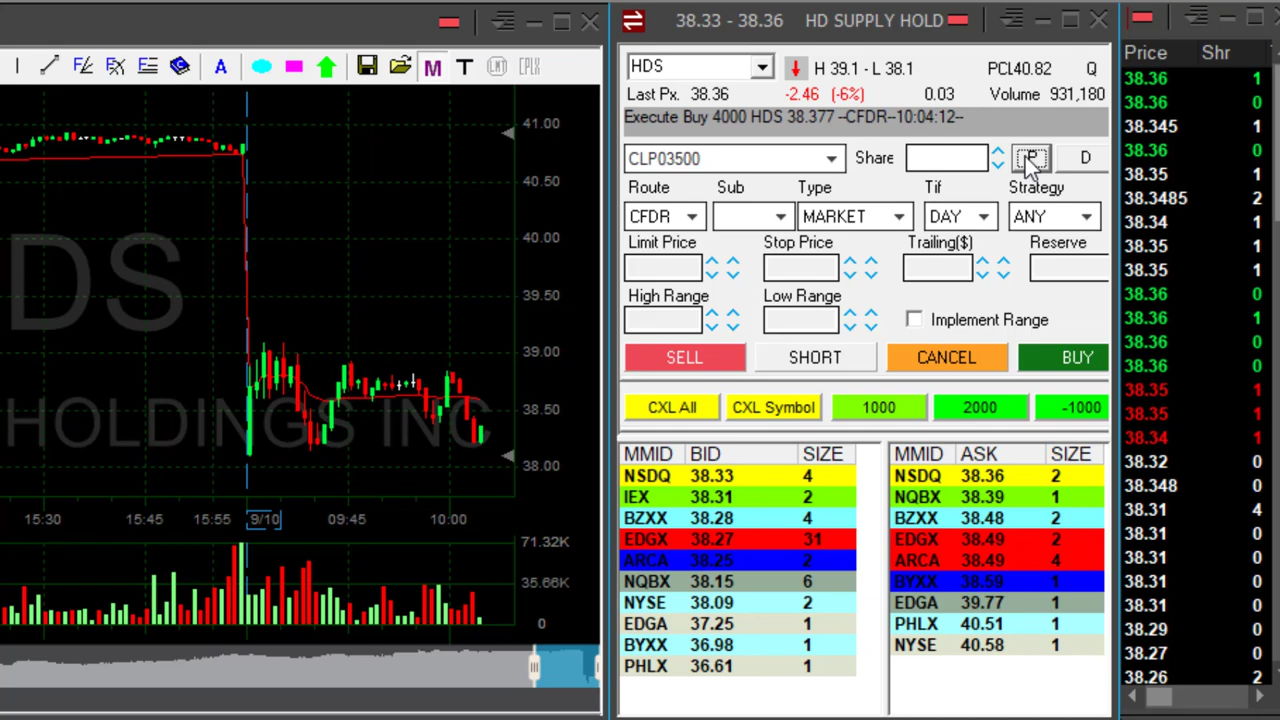 38.33 - 38.36 HD SUPPLY HOLD
A M T LMT CPLX
41.00
40.50
40.00
39.50
39.00
38.50
38.00
DS
HOLDINGS INC
15:30 15:45 15:55 9/10 09:45 10:00
71.32K
35.66K
0
HDS H 39.1 - L 38.1 PCL40.82 Q
Last Px. 38.36 -2.46 (-6%) 0.03 Volume 931,180
Execute Buy 4000 HDS 38.377 --CFDR--10:04:12--
CLP03500 Share P D
Route Sub Type Tif Strategy
CFDR MARKET DAY ANY
Limit Price Stop Price Trailing($) Reserve
High Range Low Range
Implement Range
SELL SHORT CANCEL BUY
CXL All CXL Symbol 1000 2000 -1000
MMID BID SIZE
NSDQ 38.33 4
IEX 38.31 2
BZXX 38.28 4
EDGX 38.27 31
ARCA 38.25 2
NQBX 38.15 6
NYSE 38.09 2
EDGA 37.25 1
BYXX 36.98 1
PHLX 36.61 1
MMID ASK SIZE
NSDQ 38.36 2
NQBX 38.39 1
BZXX 38.48 2
EDGX 38.49 2
ARCA 38.49 4
BYXX 38.59 1
EDGA 39.77 1
PHLX 40.51 1
NYSE 40.58 1
Price Shr
38.36 1
38.36 0
38.345 1
38.36 0
38.35 1
38.3485 2
38.34 1
38.35 1
38.35 1
38.36 0
38.36 1
38.36 0
38.36 0
38.35 1
38.35 1
38.34 0
38.32 0
38.348 0
38.31 4
38.31 0
38.31 0
38.31 0
38.31 0
38.29 0
38.27 0
38.26 2